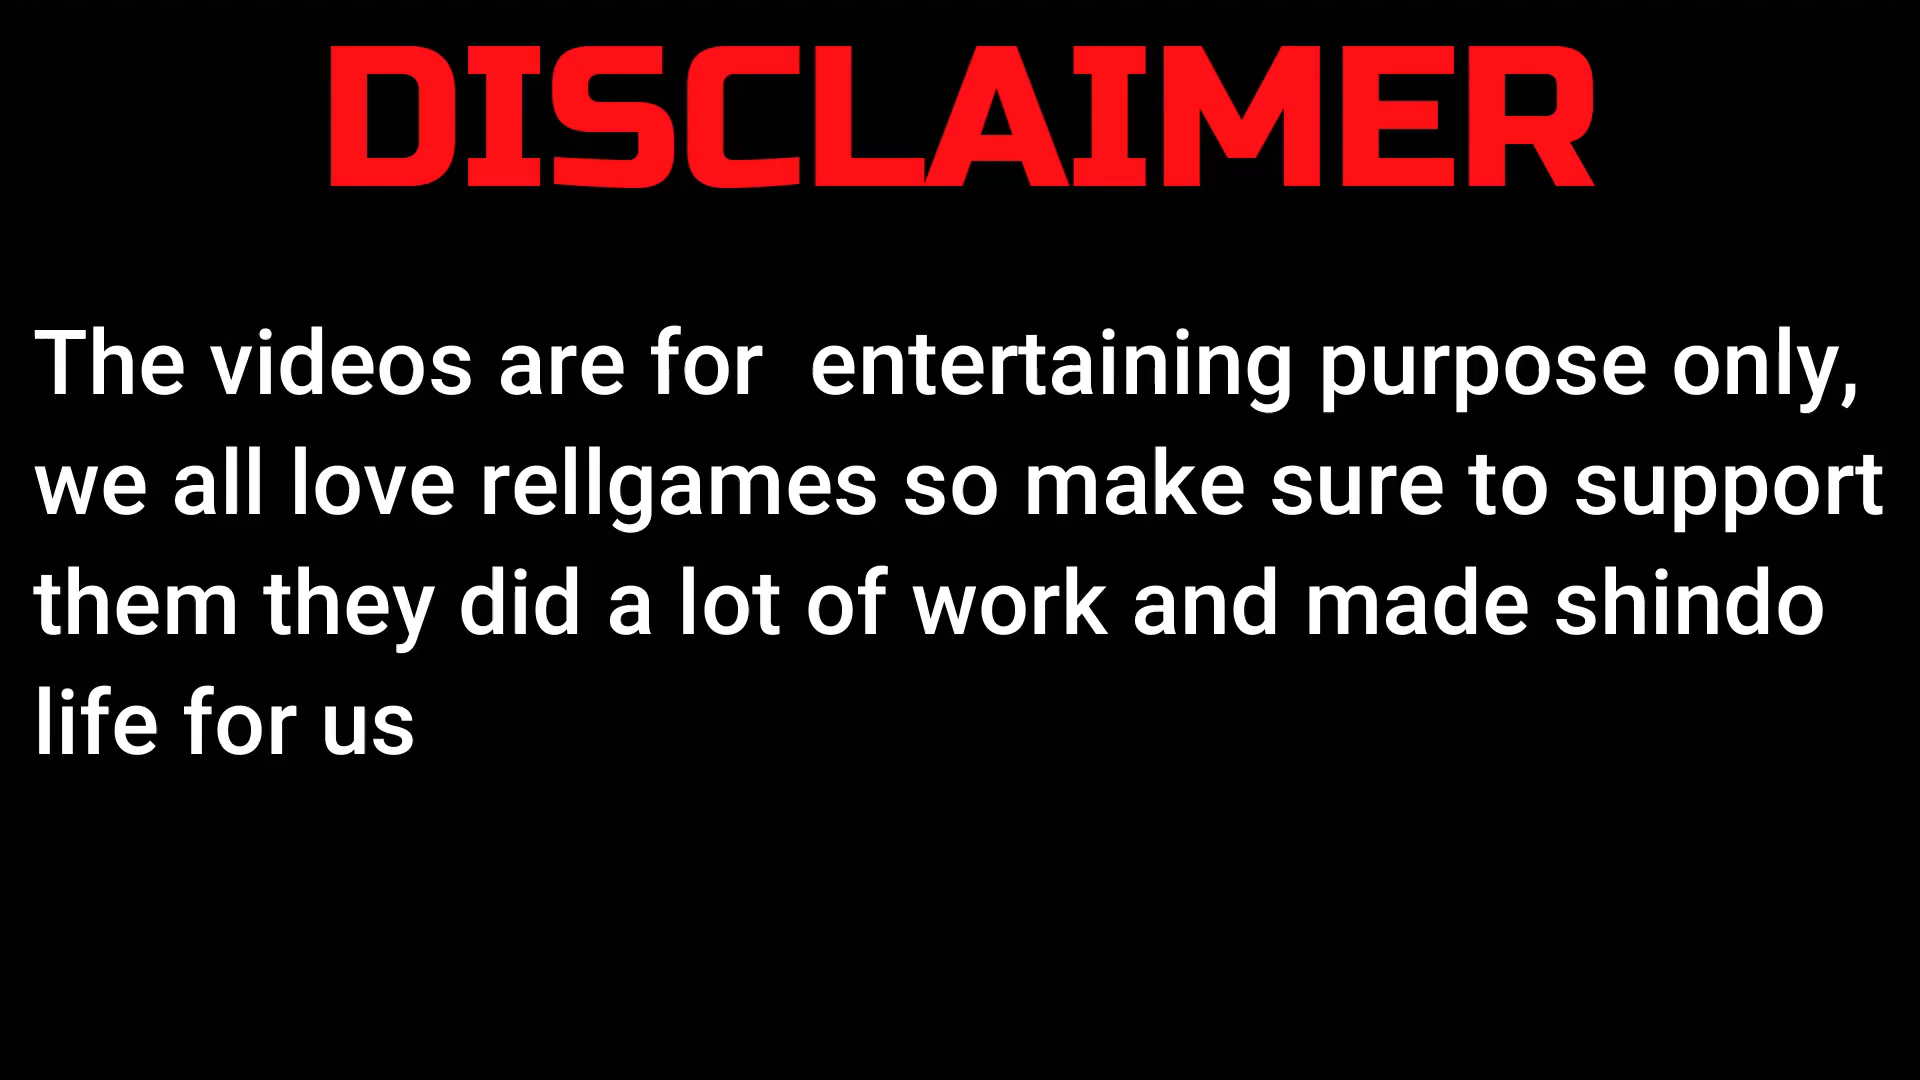 DISCLAIMER
The videos are for  entertaining purpose only,
we all love rellgames so make sure to support
them they did a lot of work and made shindo
life for us